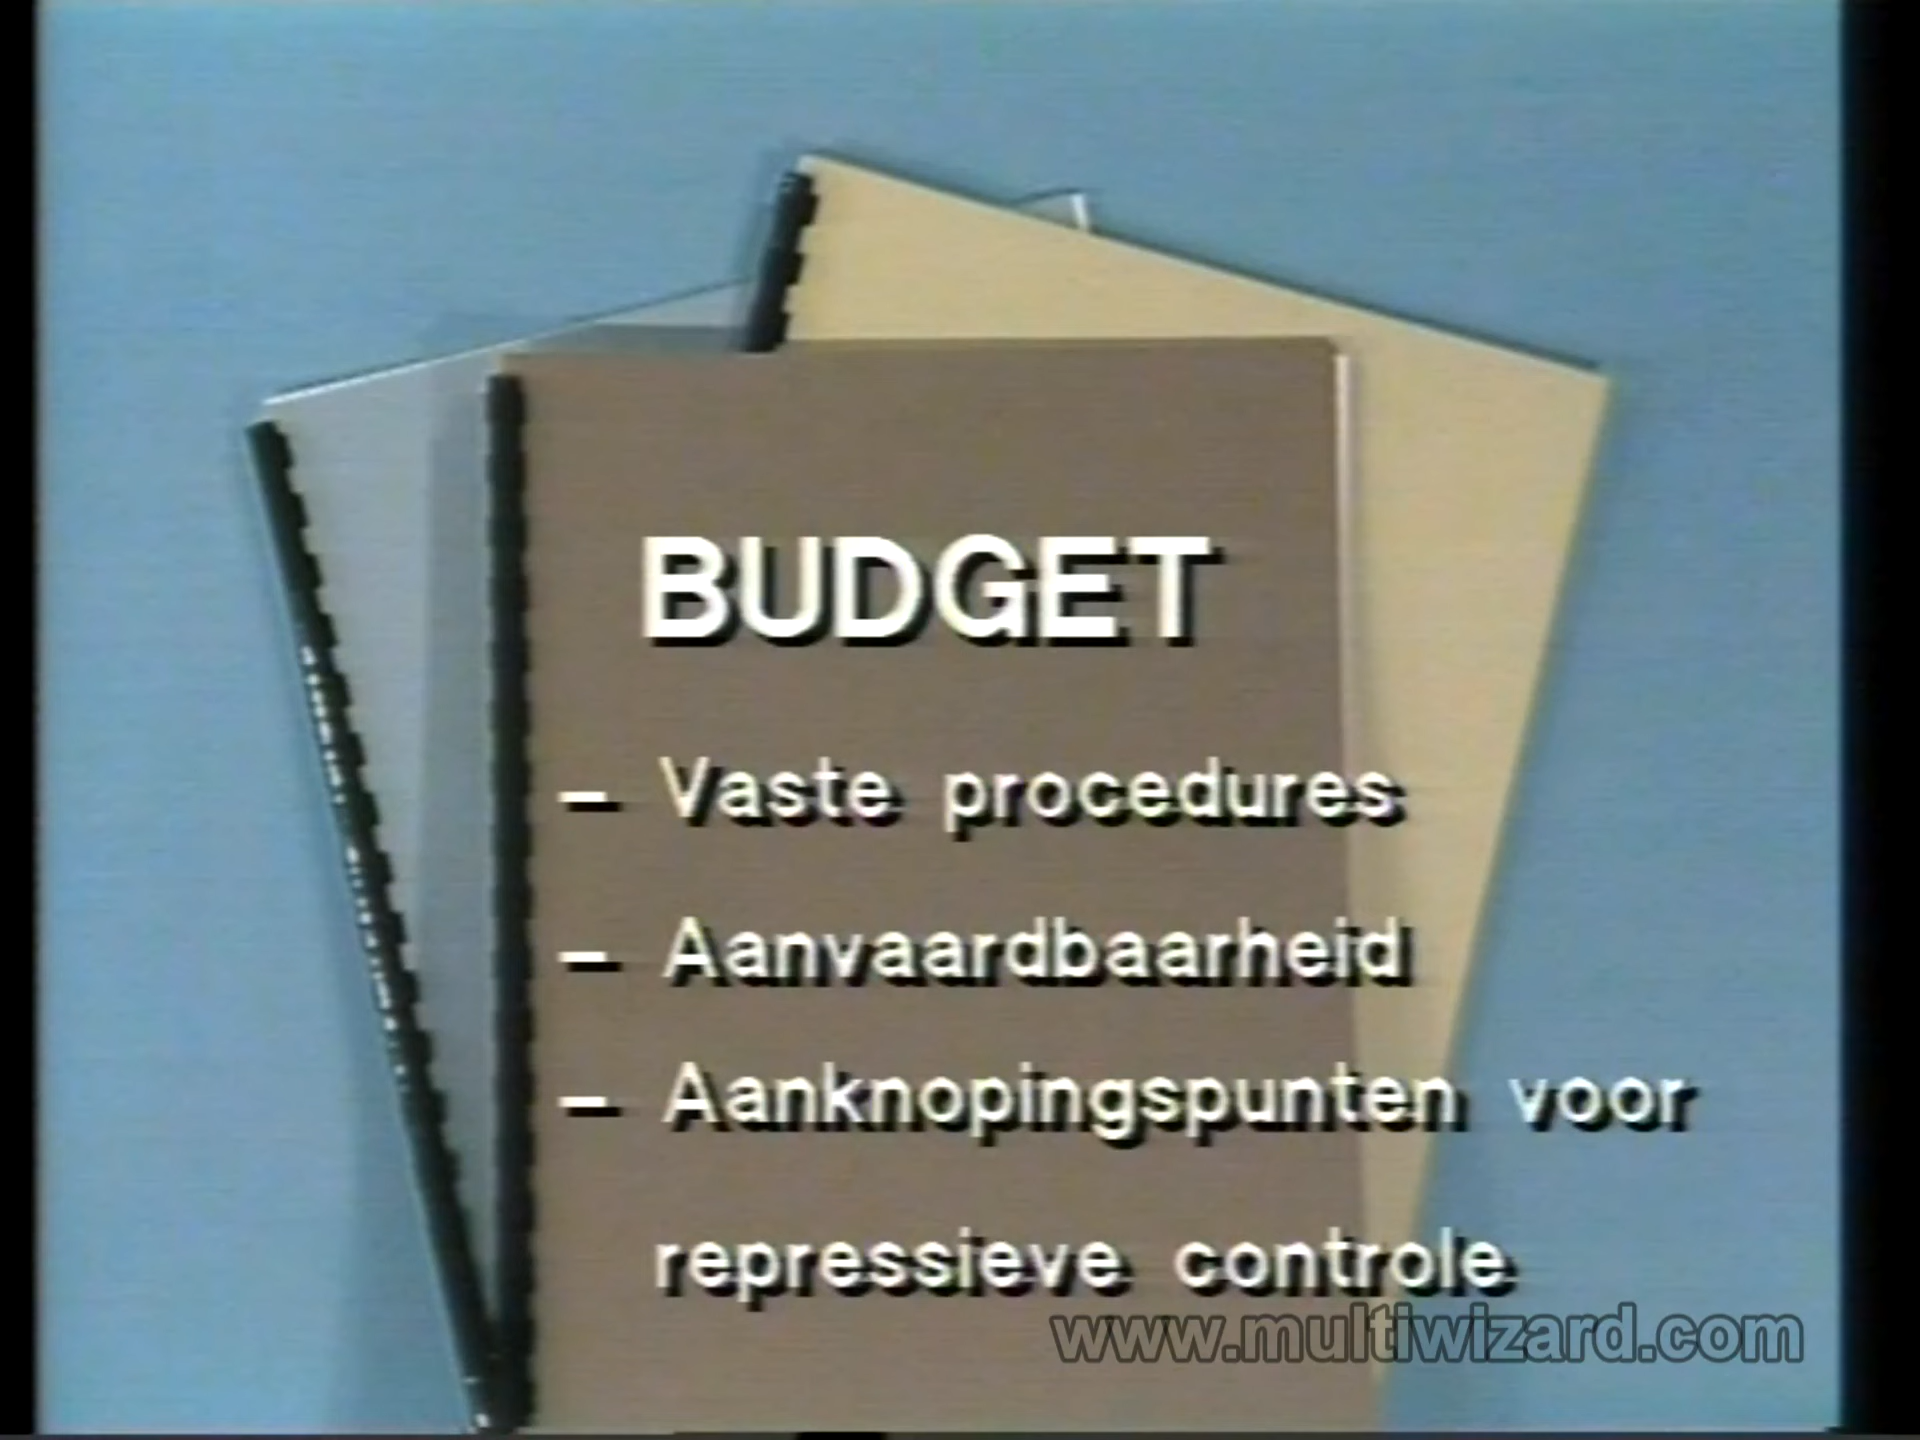 BUDGET
- Vaste procedures
- Aanvaardbaarheid
- Aanknopingspunten voor
repressieve controle
www.multiwizard.com